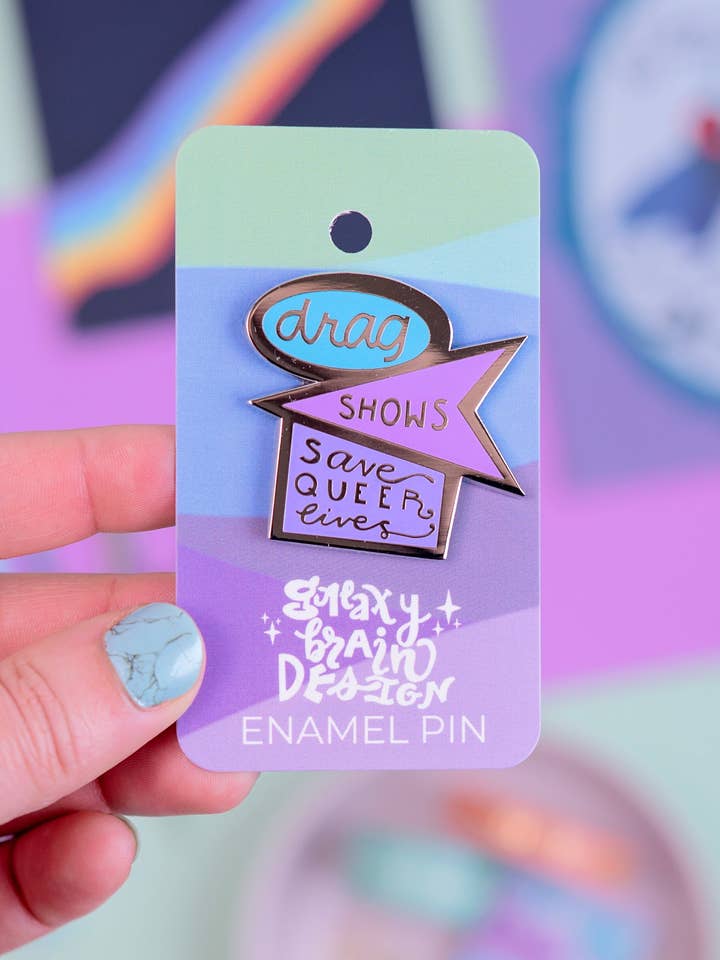 drag
SHOWS
save
QUEER
lives
GALAXY
BRAIN
DESIGN
ENAMEL PIN